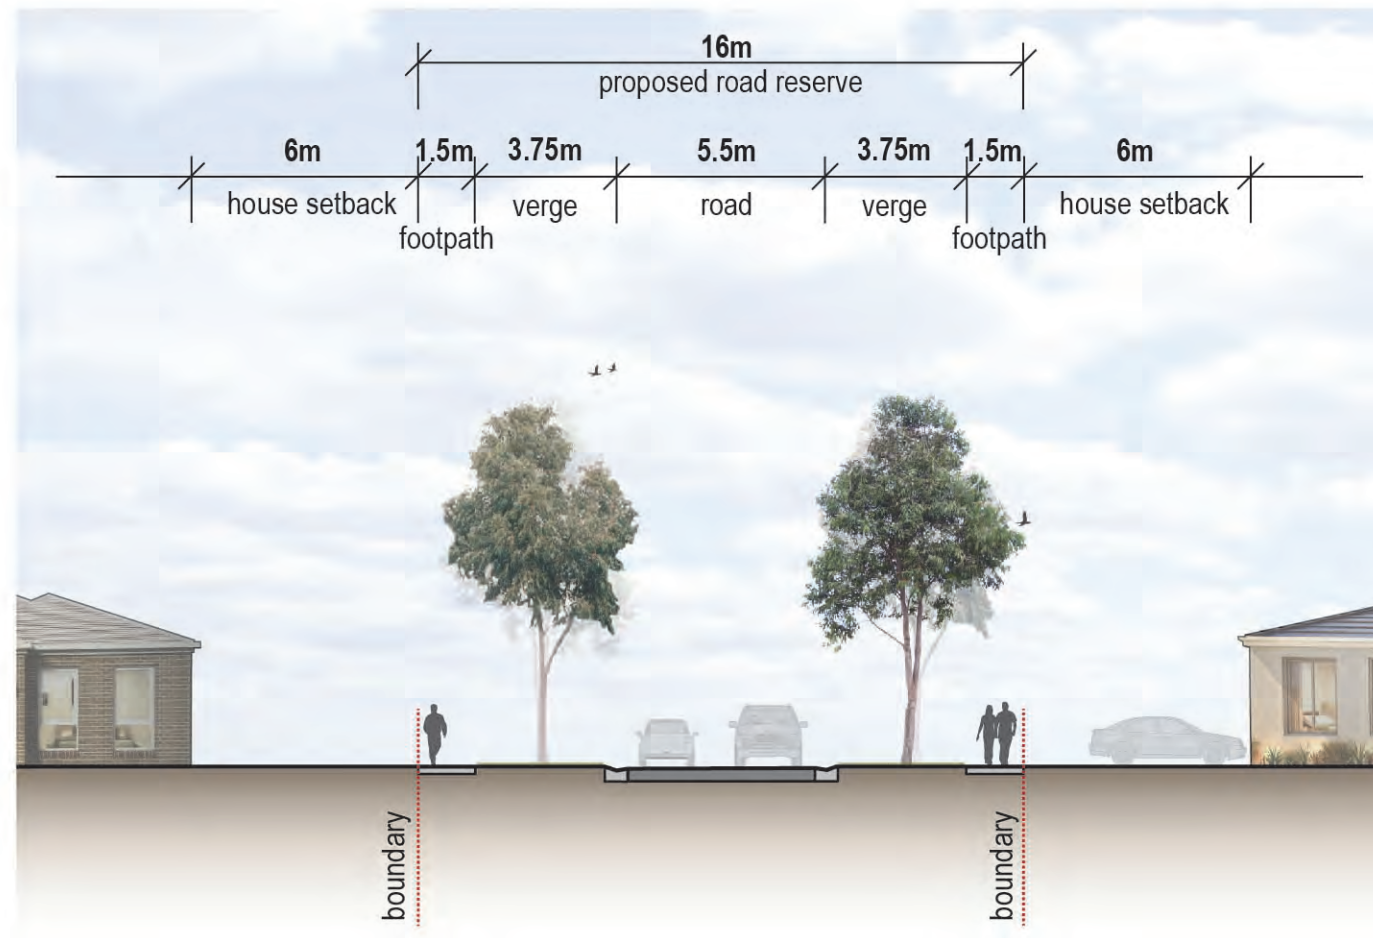 16m
proposed road reserve
6m 1.5m 3.75m 5.5m 3.75m 1.5m 6m
house setback verge road verge house setback
footpath footpath
boundary boundary